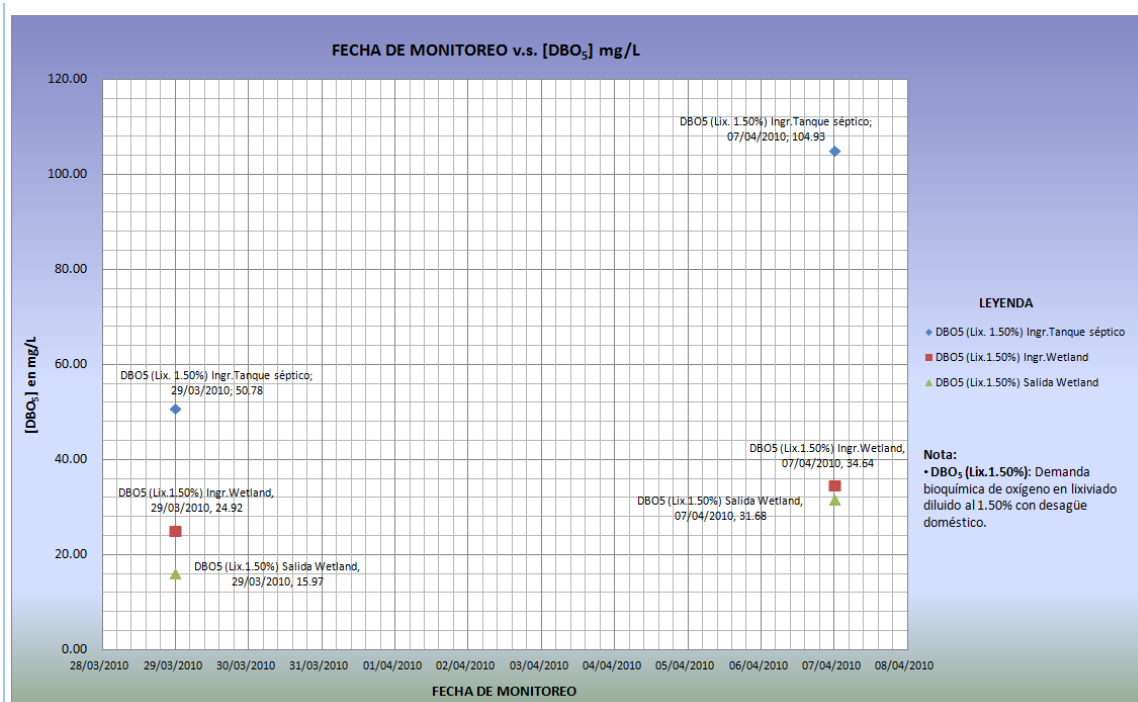 FECHA DE MONITOREO v.s. [DBO₅] mg/L
120.00
100.00
80.00
60.00
40.00
20.00
0.00
[DBO₅] en mg/L
DBO5 (Lix. 1.50%) Ingr.Tanque séptico;
07/04/2010; 104.93
DBO5 (Lix. 1.50%) Ingr.Tanque séptico;
29/03/2010; 50.78
DBO5 (Lix.1.50%) Ingr.Wetland,
07/04/2010, 34.64
DBO5 (Lix.1.50%) Ingr.Wetland,
29/03/2010, 24.92
DBO5 (Lix.1.50%) Salida Wetland,
07/04/2010, 31.68
DBO5 (Lix.1.50%) Salida Wetland,
29/03/2010, 15.97
28/03/2010 29/03/2010 30/03/2010 31/03/2010 01/04/2010 02/04/2010 03/04/2010 04/04/2010 05/04/2010 06/04/2010 07/04/2010 08/04/2010
FECHA DE MONITOREO
LEYENDA
DBO5 (Lix. 1.50%) Ingr.Tanque séptico
DBO5 (Lix.1.50%) Ingr.Wetland
DBO5 (Lix.1.50%) Salida Wetland
Nota:
• DBO₅ (Lix.1.50%): Demanda
bioquímica de oxígeno en lixiviado
diluido al 1.50% con desagüe
doméstico.